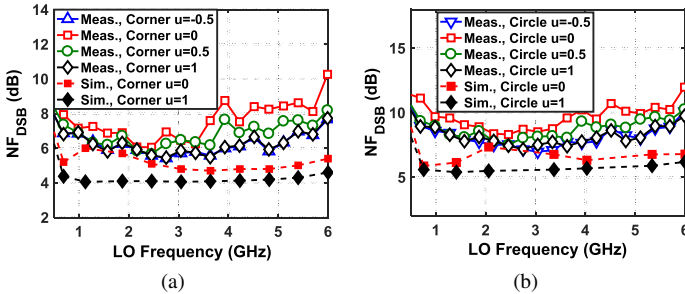 14
12
10
8
6
4
2
NF_DSB (dB)
Meas., Corner u=-0.5
Meas., Corner u=0
Meas., Corner u=0.5
Meas., Corner u=1
Sim., Corner u=0
Sim., Corner u=1
1 2 3 4 5 6
LO Frequency (GHz)
(a)
15
10
5
NF_DSB (dB)
Meas., Circle u=-0.5
Meas., Circle u=0
Meas., Circle u=0.5
Meas., Circle u=1
Sim., Circle u=0
Sim., Circle u=1
1 2 3 4 5 6
LO Frequency (GHz)
(b)